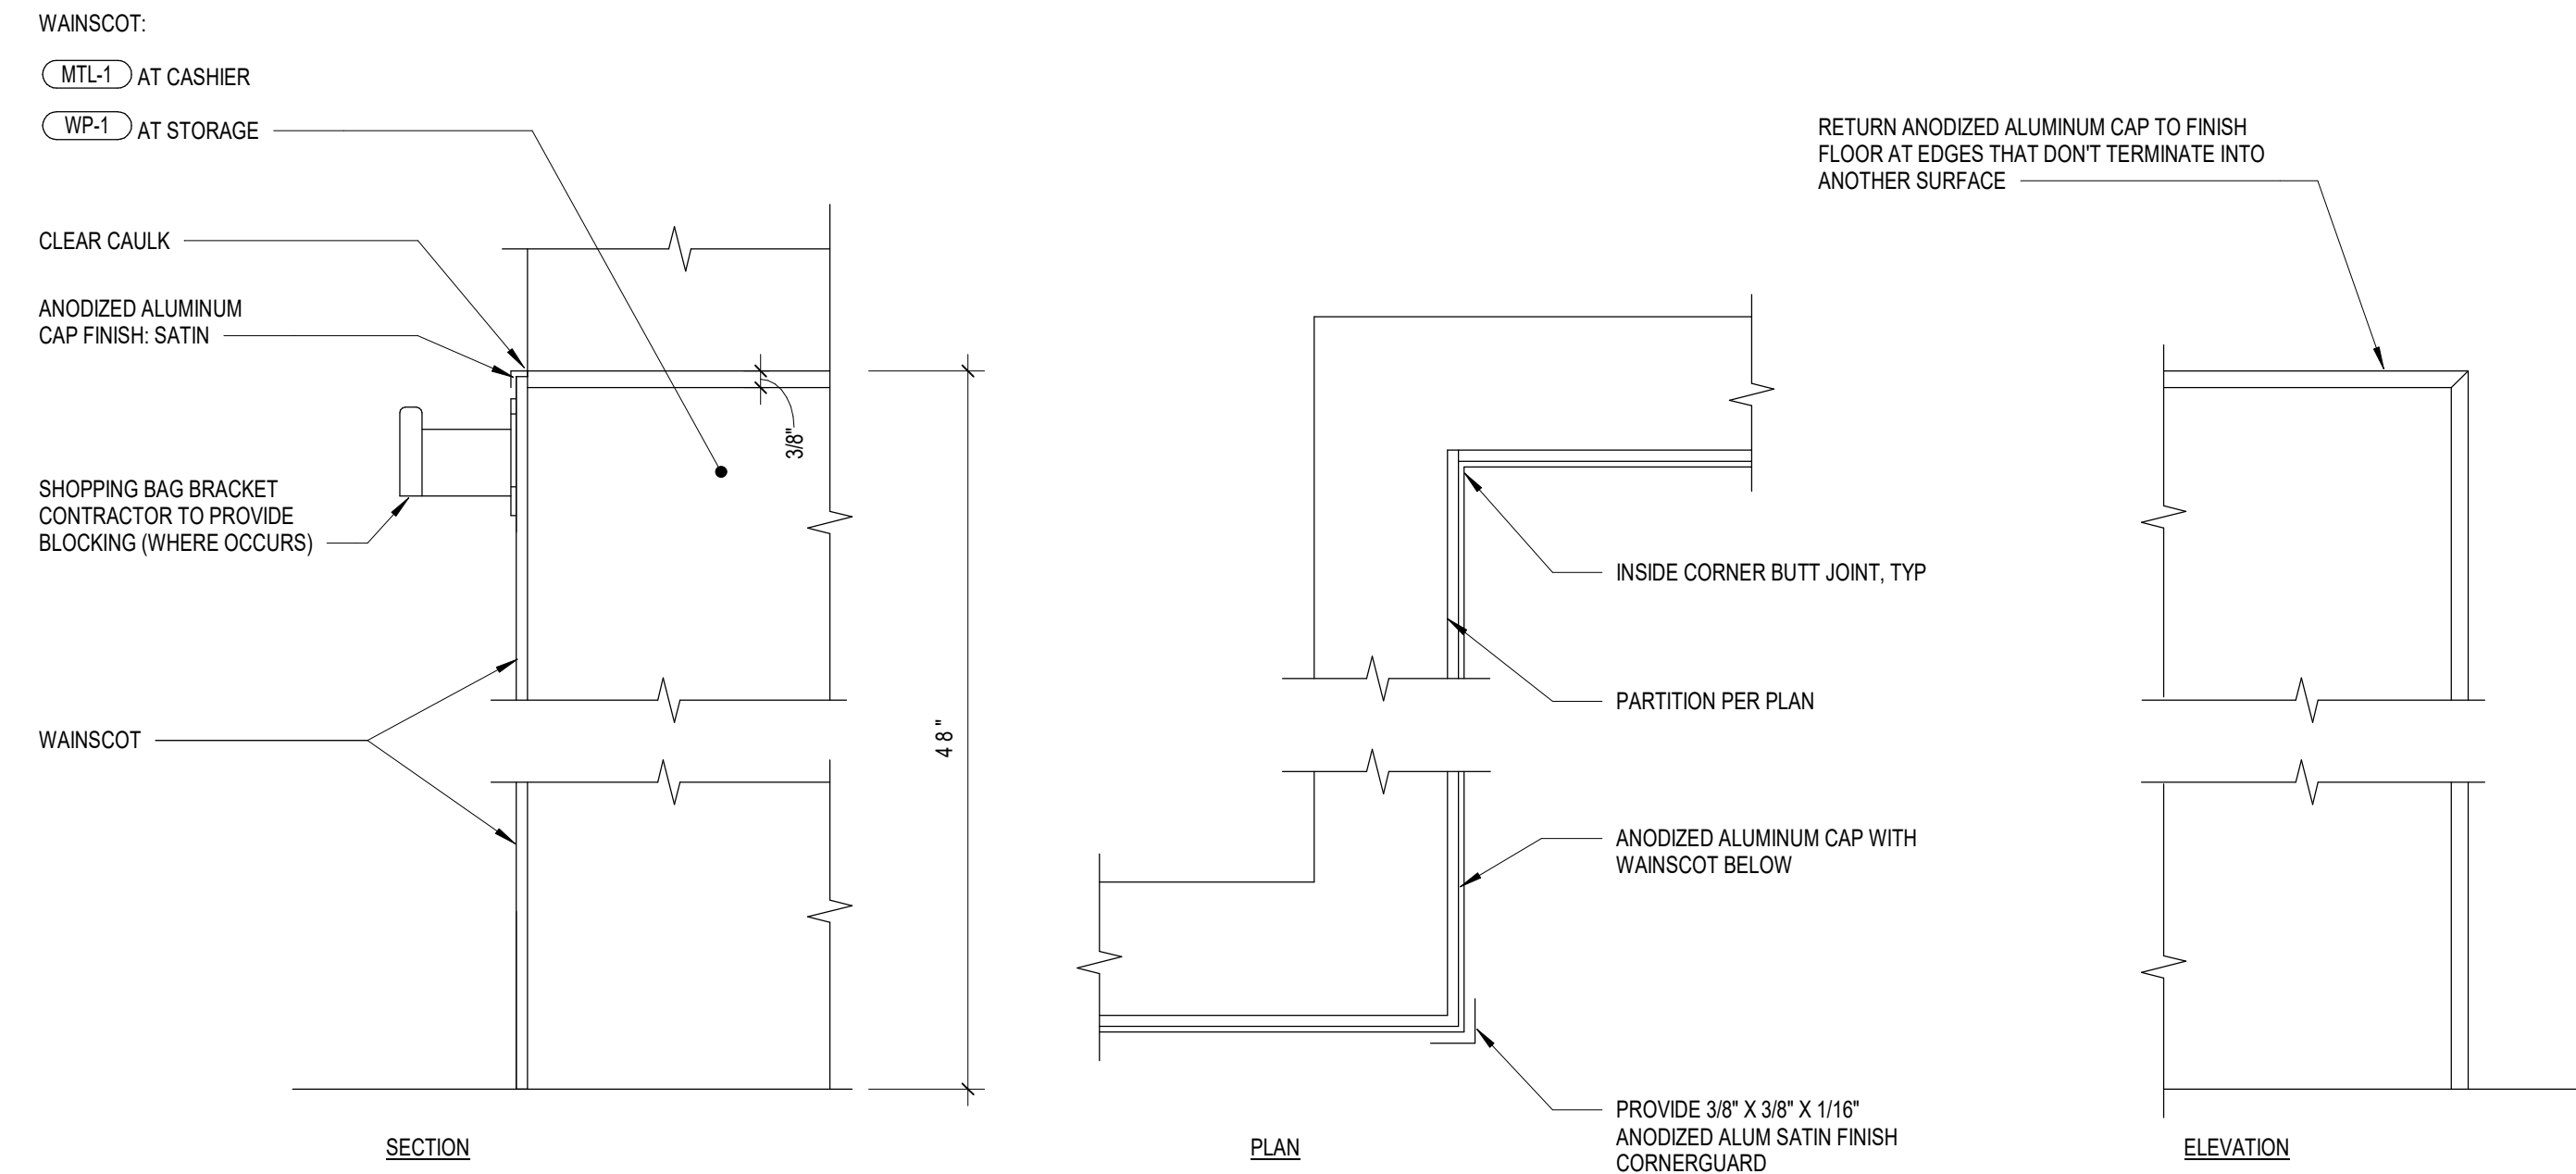 WAINSCOT:
MTL-1 AT CASHIER
WP-1 AT STORAGE
CLEAR CAULK
ANODIZED ALUMINUM
CAP FINISH: SATIN
SHOPPING BAG BRACKET
CONTRACTOR TO PROVIDE
BLOCKING (WHERE OCCURS)
WAINSCOT
3/8"
4 8"
SECTION
INSIDE CORNER BUTT JOINT, TYP
PARTITION PER PLAN
ANODIZED ALUMINUM CAP WITH
WAINSCOT BELOW
PROVIDE 3/8" X 3/8" X 1/16"
ANODIZED ALUM SATIN FINISH
CORNERGUARD
PLAN
RETURN ANODIZED ALUMINUM CAP TO FINISH
FLOOR AT EDGES THAT DON'T TERMINATE INTO
ANOTHER SURFACE
ELEVATION